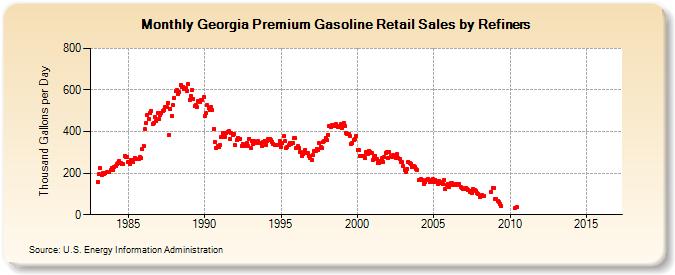 Monthly Georgia Premium Gasoline Retail Sales by Refiners
Thousand Gallons per Day
800
600
400
200
0
1985 1990 1995 2000 2005 2010 2015
Source: U.S. Energy Information Administration